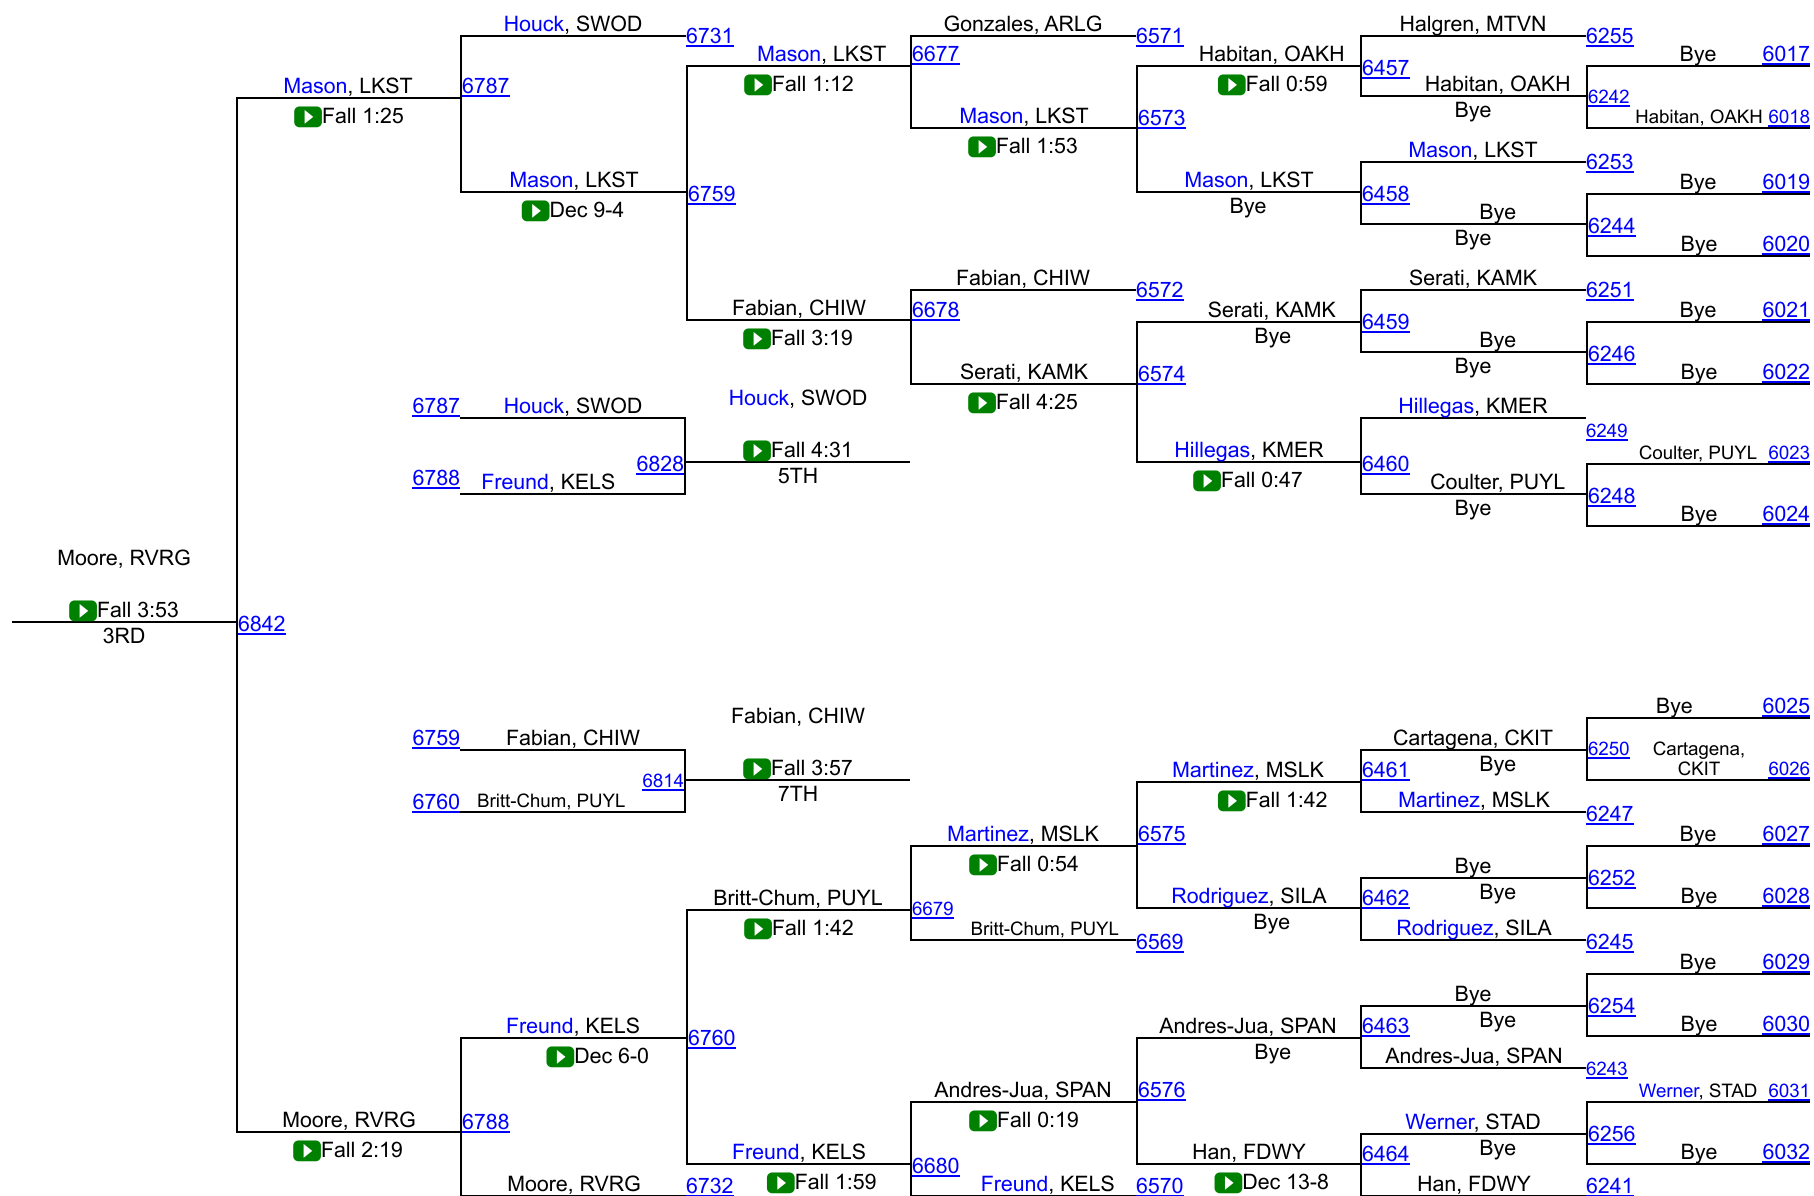 Houck, SWOD
6731
Gonzales, ARLG
6571
Halgren, MTVN
6255
Bye
6017
Mason, LKST
6677
Habitan, OAKH
6457
Fall 1:12
Fall 0:59
Mason, LKST
6787
Habitan, OAKH
6242
Bye
Fall 1:25
Mason, LKST
6573
Habitan, OAKH
6018
Fall 1:53
Mason, LKST
6253
Mason, LKST
6759
Mason, LKST
6458
Bye
6019
Dec 9-4
Bye
Bye
6244
Bye
Bye
6020
Fabian, CHIW
6572
Serati, KAMK
6251
Fabian, CHIW
6678
Serati, KAMK
6459
Bye
6021
Fall 3:19
Bye
Bye
6246
Bye
Serati, KAMK
6574
Bye
6022
Fall 4:25
6787
Houck, SWOD
Houck, SWOD
Hillegas, KMER
6249
Fall 4:31
6828
5TH
Hillegas, KMER
6460
Coulter, PUYL
6023
Fall 0:47
6788
Freund, KELS
Coulter, PUYL
6248
Bye
Bye
6024
Moore, RVRG
Fall 3:53
3RD
6842
Bye
6025
Fabian, CHIW
6759
Fabian, CHIW
Cartagena, CKIT
6250
Cartagena,
CKIT
6026
Bye
Fall 3:57
6814
7TH
Martinez, MSLK
6461
Fall 1:42
6760
Britt-Chum, PUYL
Martinez, MSLK
6247
Martinez, MSLK
6575
Bye
6027
Fall 0:54
Bye
6252
Bye
Britt-Chum, PUYL
6679
Rodriguez, SILA
6462
Bye
6028
Fall 1:42
Bye
Britt-Chum, PUYL
6569
Rodriguez, SILA
6245
Bye
6029
Bye
6254
Bye
Freund, KELS
6760
Andres-Jua, SPAN
6463
Bye
6030
Dec 6-0
Bye
Andres-Jua, SPAN
6243
Andres-Jua, SPAN
6576
Werner, STAD
6031
Fall 0:19
Moore, RVRG
6788
Werner, STAD
6256
Bye
Fall 2:19
Freund, KELS
6680
Han, FDWY
6464
Bye
6032
Moore, RVRG
6732
Fall 1:59
Freund, KELS
6570
Dec 13-8
Han, FDWY
6241